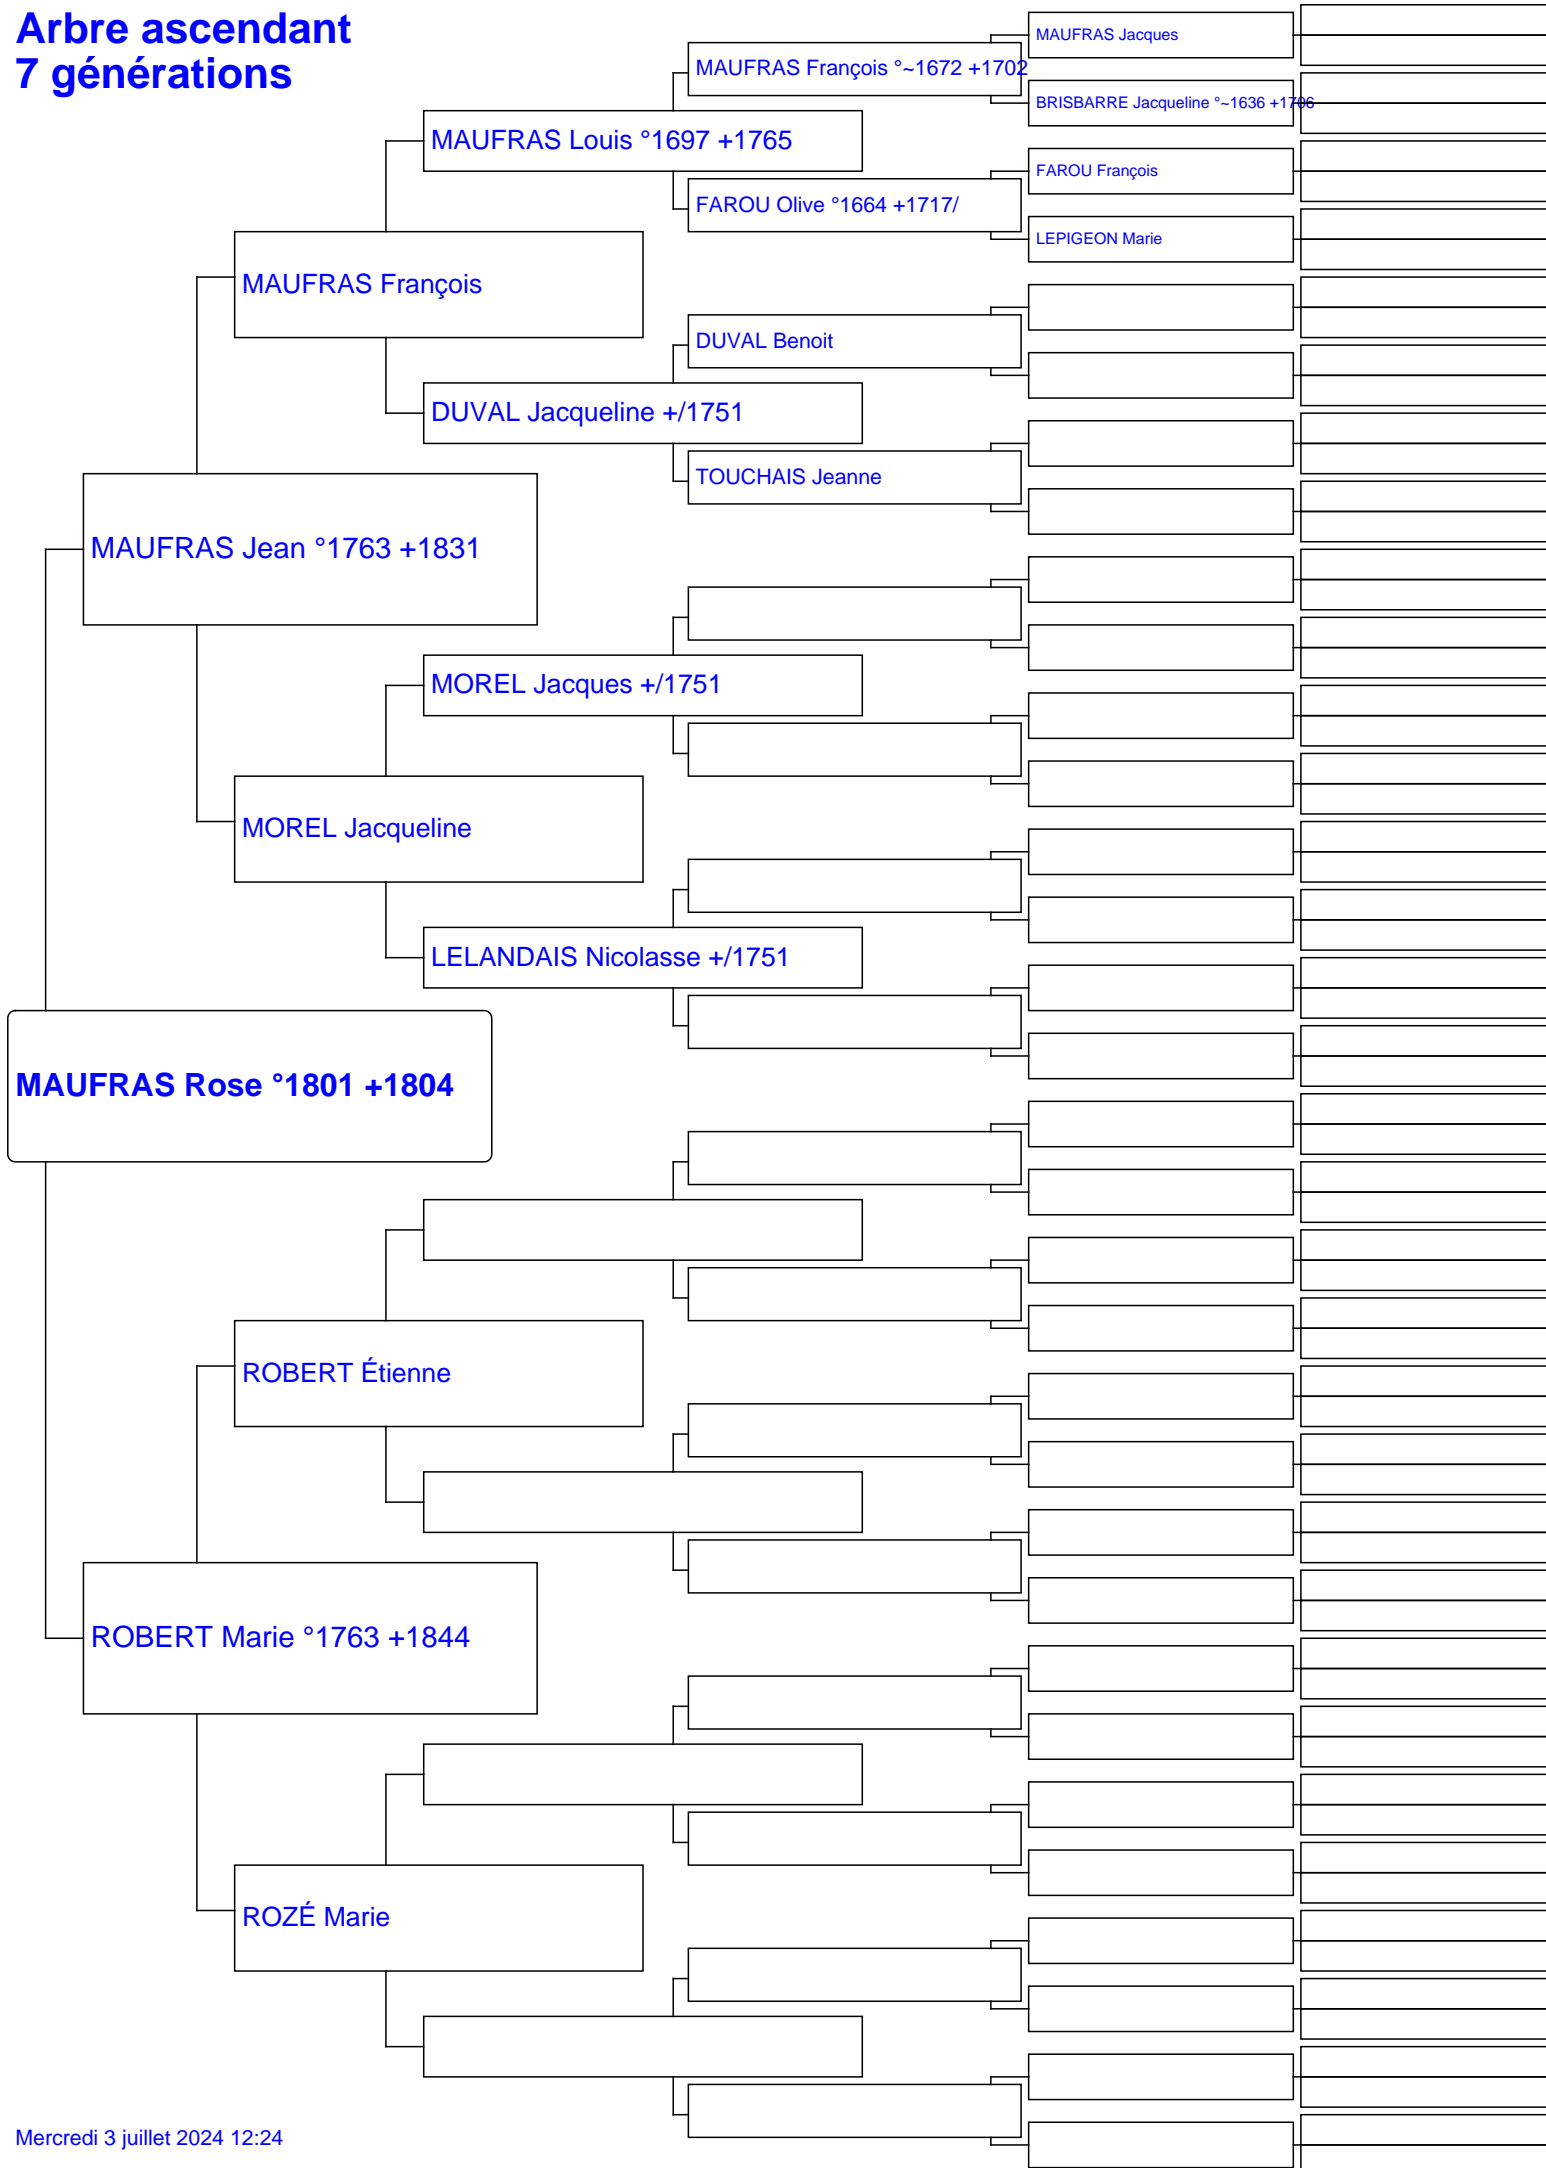 Arbre ascendant
7 générations
MAUFRAS Jacques
MAUFRAS François °~1672 +1702
BRISBARRE Jacqueline °~1636 +1706
MAUFRAS Louis °1697 +1765
FAROU François
FAROU Olive °1664 +1717/
LEPIGEON Marie
MAUFRAS François
DUVAL Benoit
DUVAL Jacqueline +/1751
TOUCHAIS Jeanne
MAUFRAS Jean °1763 +1831
MOREL Jacques +/1751
MOREL Jacqueline
LELANDAIS Nicolasse +/1751
MAUFRAS Rose °1801 +1804
ROBERT Étienne
ROBERT Marie °1763 +1844
ROZÉ Marie
Mercredi 3 juillet 2024 12:24